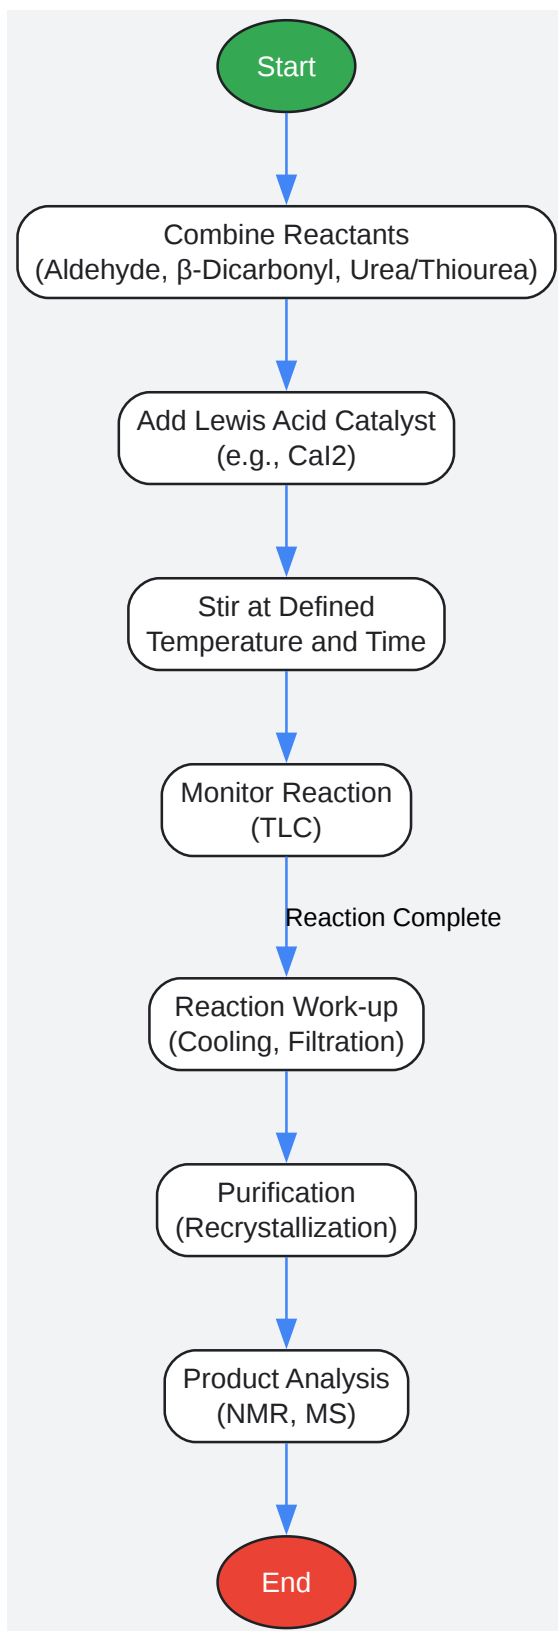 Start
Combine Reactants
(Aldehyde, β-Dicarbonyl, Urea/Thiourea)
Add Lewis Acid Catalyst
(e.g., CaI2)
Stir at Defined
Temperature and Time
Monitor Reaction
(TLC)
Reaction Complete
Reaction Work-up
(Cooling, Filtration)
Purification
(Recrystallization)
Product Analysis
(NMR, MS)
End